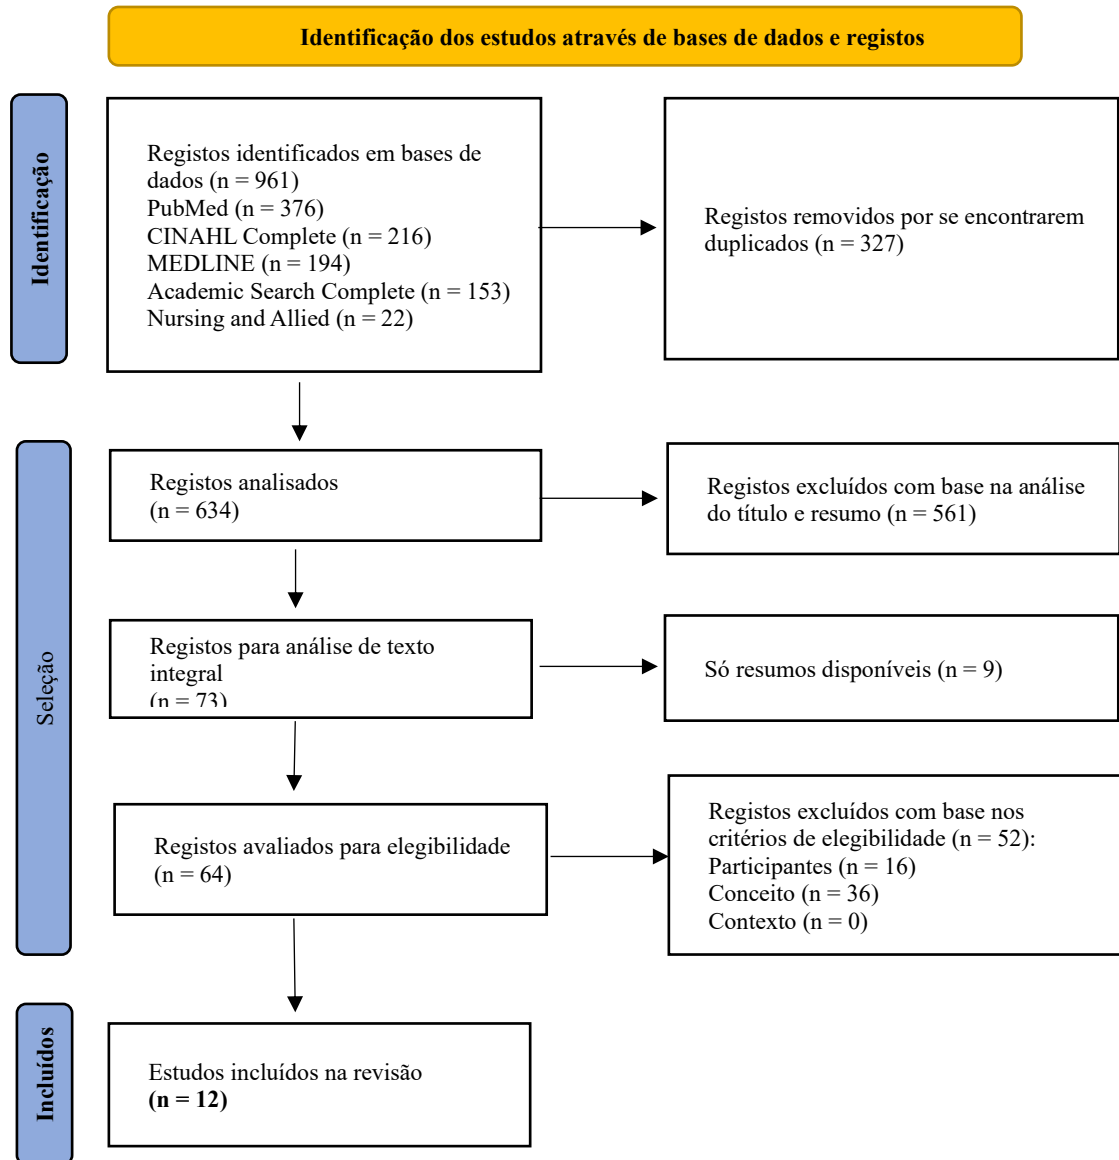 Identificação dos estudos através de bases de dados e registos
Identificação
Registos identificados em bases de
dados (n = 961)
PubMed (n = 376)
CINAHL Complete (n = 216)
MEDLINE (n = 194)
Academic Search Complete (n = 153)
Nursing and Allied (n = 22)
Registos removidos por se encontrarem
duplicados (n = 327)
Seleção
Registos analisados
(n = 634)
Registos excluídos com base na análise
do título e resumo (n = 561)
Registos para análise de texto
integral
(n = 73)
Só resumos disponíveis (n = 9)
Registos avaliados para elegibilidade
(n = 64)
Registos excluídos com base nos
critérios de elegibilidade (n = 52):
Participantes (n = 16)
Conceito (n = 36)
Contexto (n = 0)
Incluídos
Estudos incluídos na revisão
(n = 12)